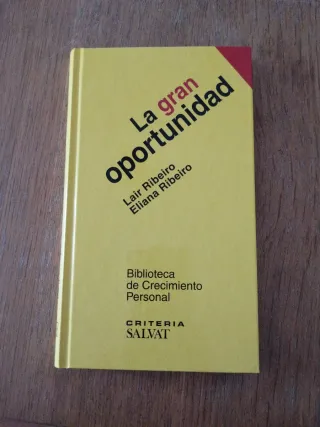 La gran
oportunidad
Lair Ribeiro
Eliana Ribeiro
Biblioteca
de Crecimiento
Personal
CRITERIA
SALVAT